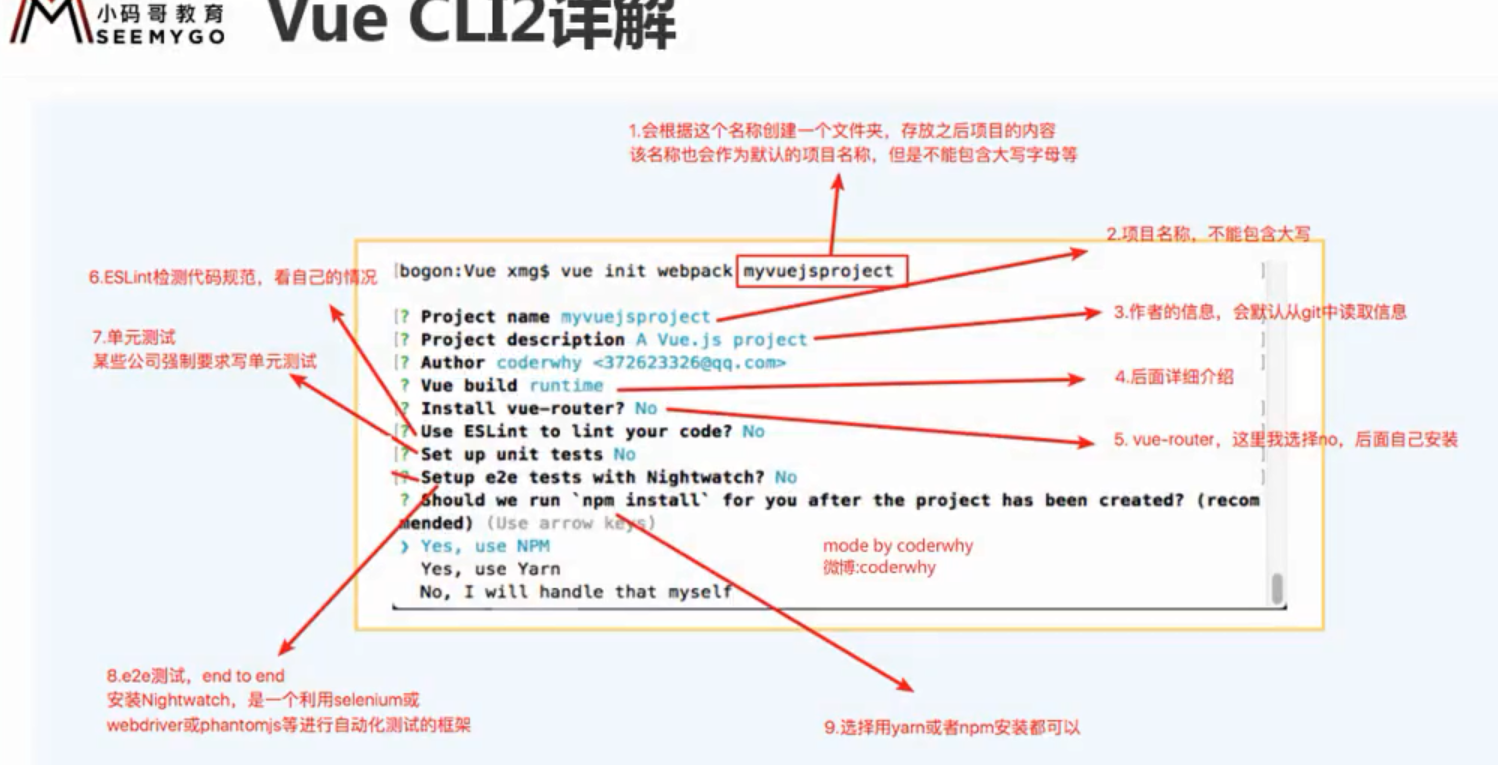 小码哥教育
SEEMYGO
Vue CLI2详解
1.会根据这个名称创建一个文件夹，存放之后项目的内容
该名称也会作为默认的项目名称，但是不能包含大写字母等
2.项目名称，不能包含大写
6.ESLint检测代码规范，看自己的情况
[bogon:Vue xmg$ vue init webpack myvuejsproject ]
3.作者的信息，会默认从git中读取信息
7.单元测试
某些公司强制要求写单元测试
[? Project name myvuejsproject ]
[? Project description A Vue.js project ]
[? Author coderwhy <372623326@qq.com> ]
? Vue build runtime
4.后面详细介绍
[? Install vue-router? No ]
[? Use ESLint to lint your code? No ]
[? Set up unit tests No ]
[? Setup e2e tests with Nightwatch? No ]
5. vue-router，这里我选择no，后面自己安装
? Should we run `npm install` for you after the project has been created? (recom
mended) (Use arrow keys)
❯ Yes, use NPM
Yes, use Yarn
No, I will handle that myself
mode by coderwhy
微博:coderwhy
8.e2e测试，end to end
安装Nightwatch，是一个利用selenium或
webdriver或phantomjs等进行自动化测试的框架
9.选择用yarn或者npm安装都可以